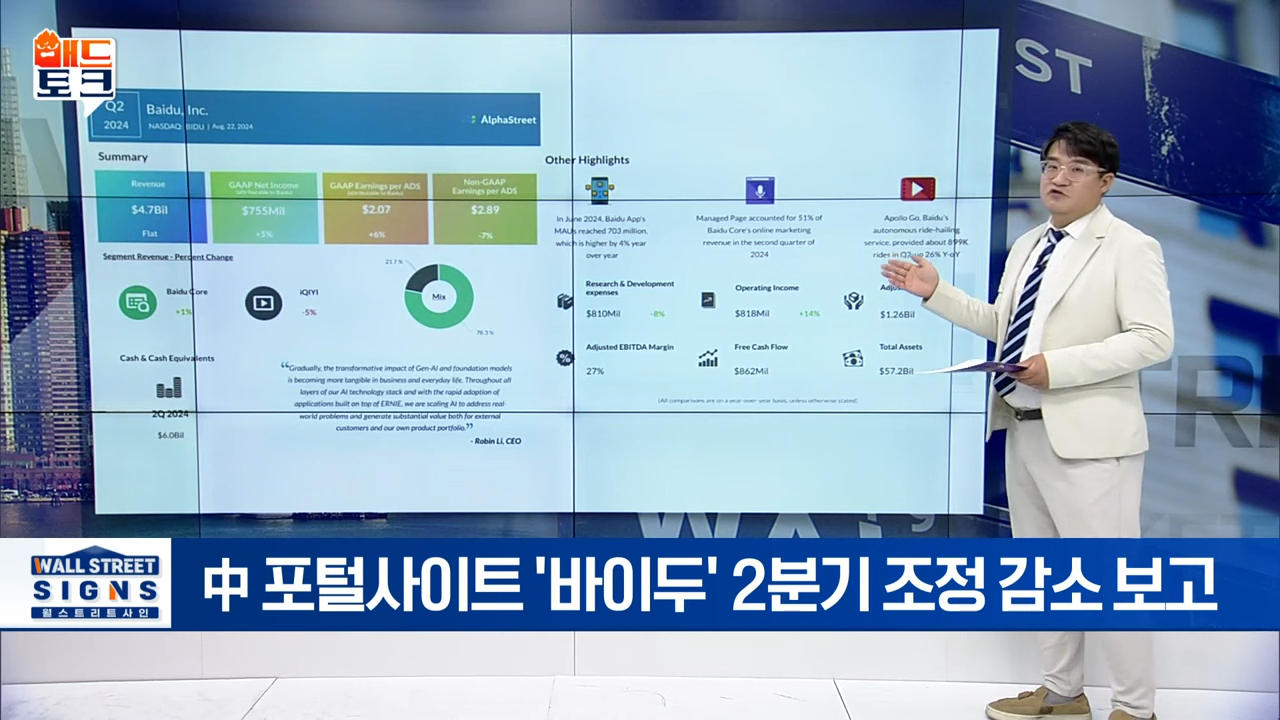 매드
토크
ST
Q2
2024
Baidu, Inc.
NASDAQ: BIDU | Aug. 22, 2024
AlphaStreet
Summary
Revenue
$4.7Bil
Flat
GAAP Net Income
(attributable to Baidu)
$755Mil
+5%
GAAP Earnings per ADS
(attributable to Baidu)
$2.07
+6%
Non-GAAP
Earnings per ADS
$2.89
-7%
Segment Revenue - Percent Change
Baidu Core
+1%
iQIYI
-5%
21.7 %
Mix
78.3 %
Cash & Cash Equivalents
2Q 2024
$6.0Bil
“Gradually, the transformative impact of Gen-AI and foundation models
is becoming more tangible in business and everyday life. Throughout all
layers of our AI technology stack and with the rapid adoption of
applications built on top of ERNIE, we are scaling AI to address real-
world problems and generate substantial value both for external
customers and our own product portfolio.”
- Robin Li, CEO
Other Highlights
In June 2024, Baidu App's
MAUs reached 703 million,
which is higher by 4% year
over year
Managed Page accounted for 51% of
Baidu Core's online marketing
revenue in the second quarter of
2024
Apollo Go, Baidu's
autonomous ride-hailing
service, provided about 899K
rides in Q2, up 26% Y-o-Y
Research & Development
expenses
$810Mil -8%
Operating Income
$818Mil +14%
$1.26Bil
Adjusted EBITDA Margin
27%
Free Cash Flow
$862Mil
Total Assets
$57.2Bil
(All comparisons are on a year-over-year basis, unless otherwise stated)
WALL STREET
SIGNS
월스트리트사인
中 포털사이트 '바이두' 2분기 조정 감소 보고